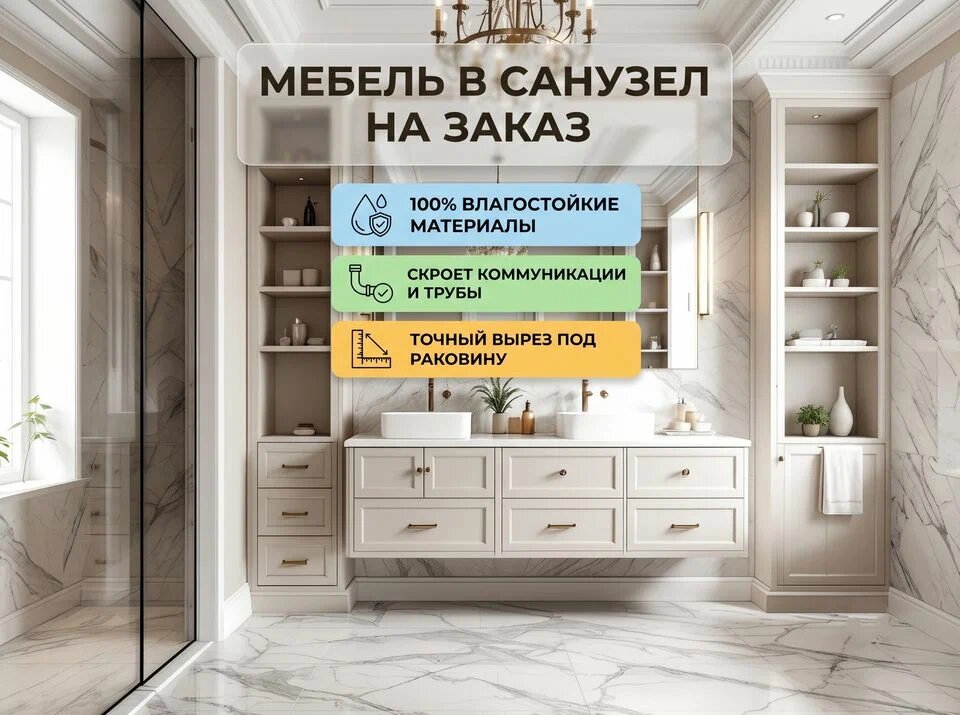 МЕБЕЛЬ В САНУЗЕЛ
НА ЗАКАЗ
100% ВЛАГОСТОЙКИЕ
МАТЕРИАЛЫ
СКРОЕТ КОММУНИКАЦИИ
И ТРУБЫ
ТОЧНЫЙ ВЫРЕЗ ПОД
РАКОВИНУ